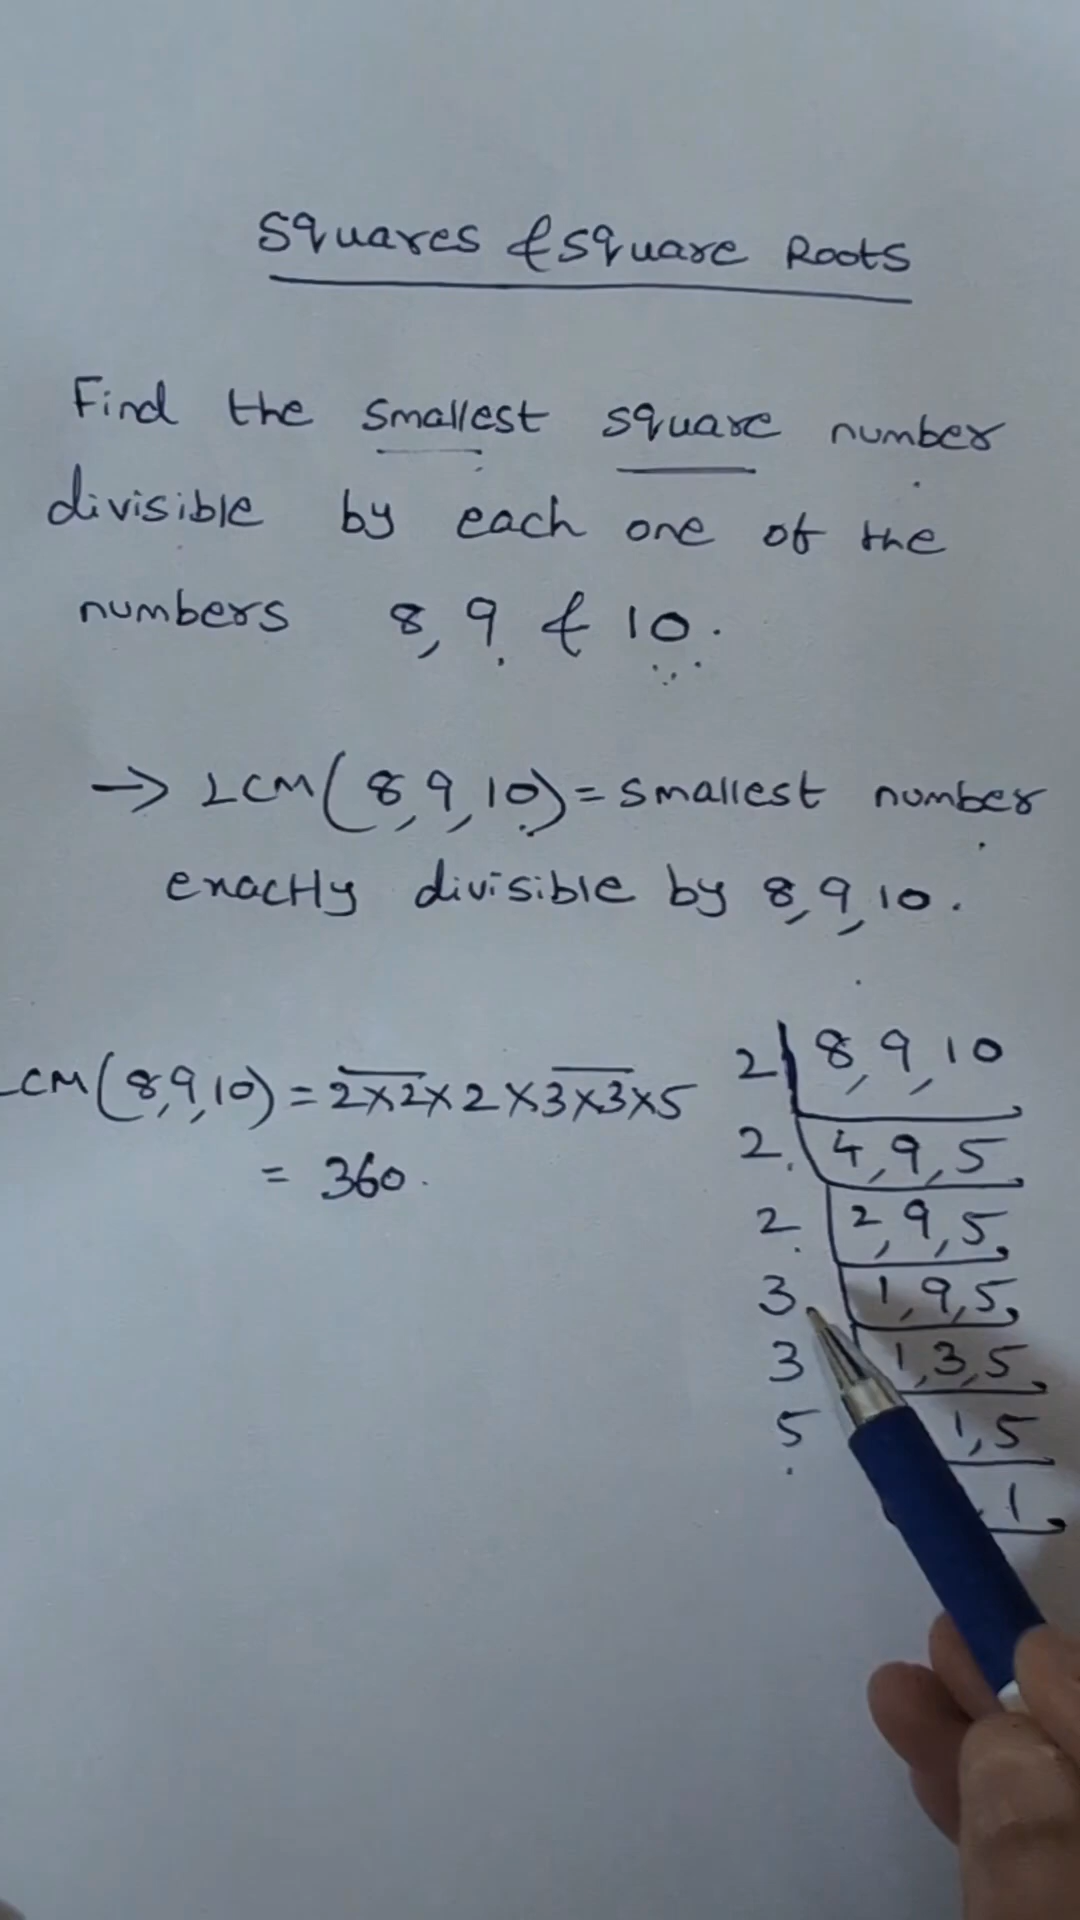 Squares & Square Roots
Find the smallest square number
divisible by each one of the
numbers 8, 9 & 10.
→ LCM(8,9,10) = smallest number
exactly divisible by 8,9,10.
LCM(8,9,10) = 2×2×2×3×3×5
= 360.
2 | 8, 9, 10
2 | 4, 9, 5
2 | 2, 9, 5
3 | 1, 9, 5
3 | 1, 3, 5
5 1, 5
1